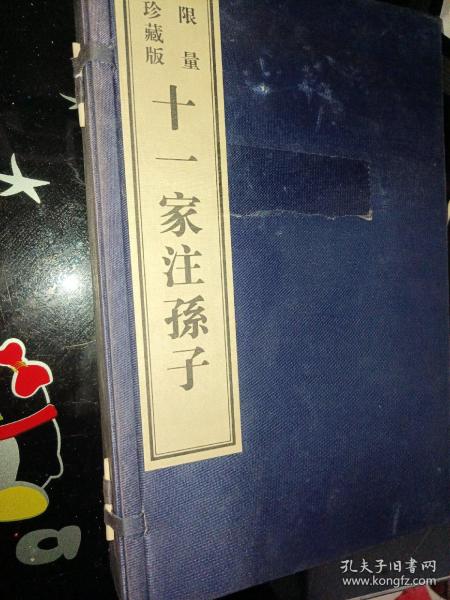 限量
珍藏版
十一家注孫子
a
孔夫子旧书网
www.kongfz.com